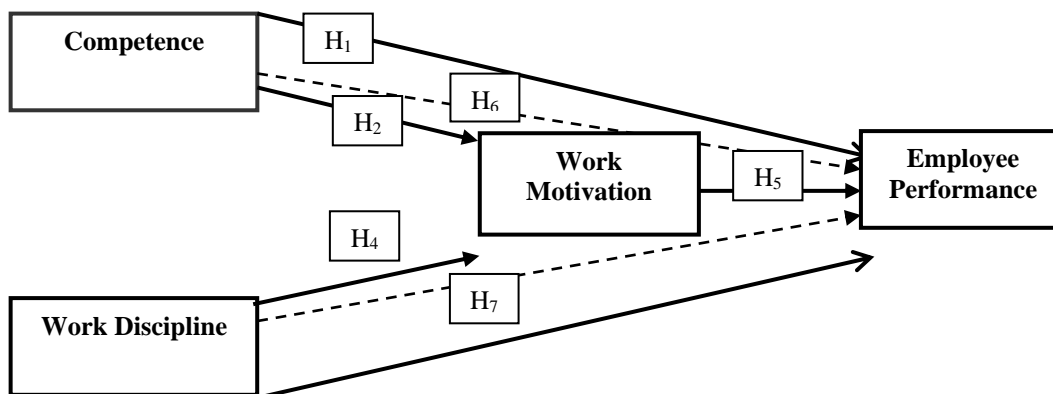 Competence
H₁
H₆
H₂
Work
Motivation
H₅
Employee
Performance
H₄
H₇
Work Discipline